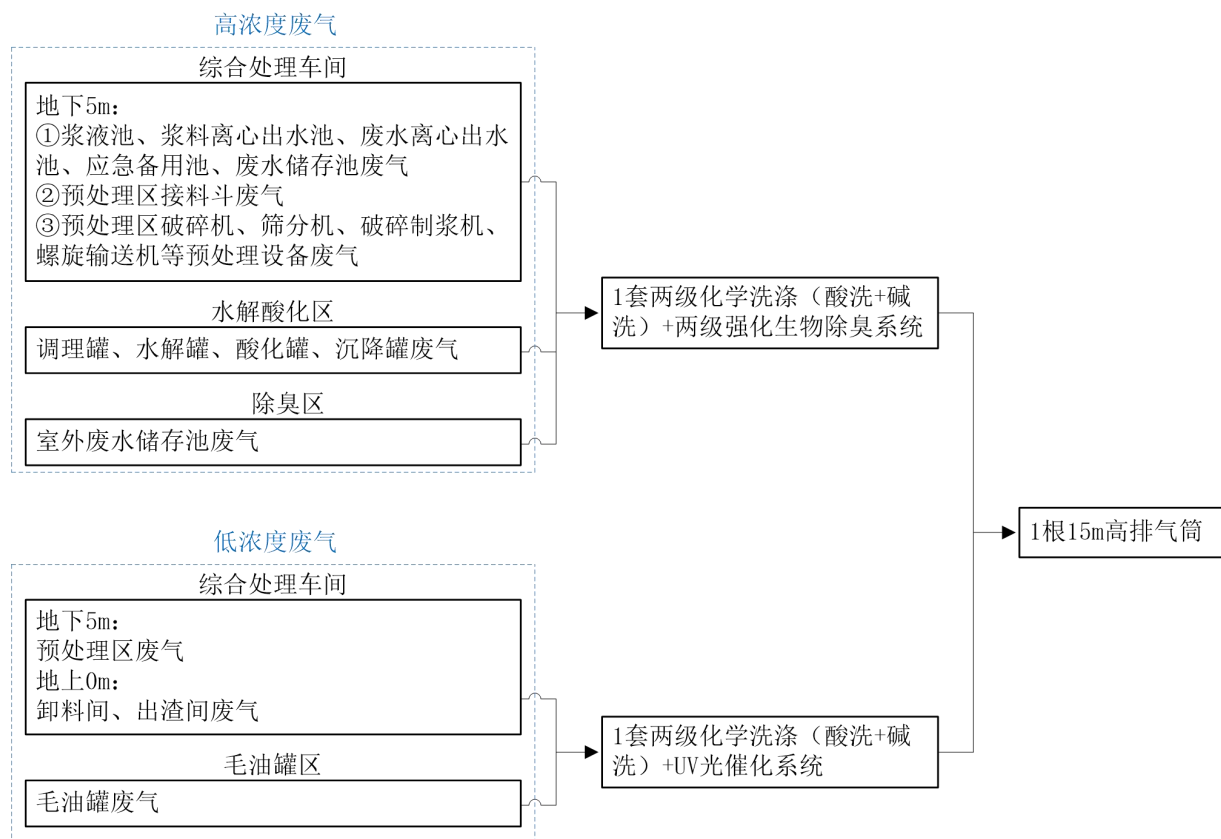 高浓度废气
综合处理车间
地下5m：
①浆液池、浆料离心出水池、废水离心出水
池、应急备用池、废水储存池废气
②预处理区接料斗废气
③预处理区破碎机、筛分机、破碎制浆机、
螺旋输送机等预处理设备废气
水解酸化区
调理罐、水解罐、酸化罐、沉降罐废气
除臭区
室外废水储存池废气
1套两级化学洗涤（酸洗+碱
洗）+两级强化生物除臭系统
低浓度废气
综合处理车间
地下5m：
预处理区废气
地上0m：
卸料间、出渣间废气
毛油罐区
毛油罐废气
1套两级化学洗涤（酸洗+碱
洗）+UV光催化系统
1根15m高排气筒